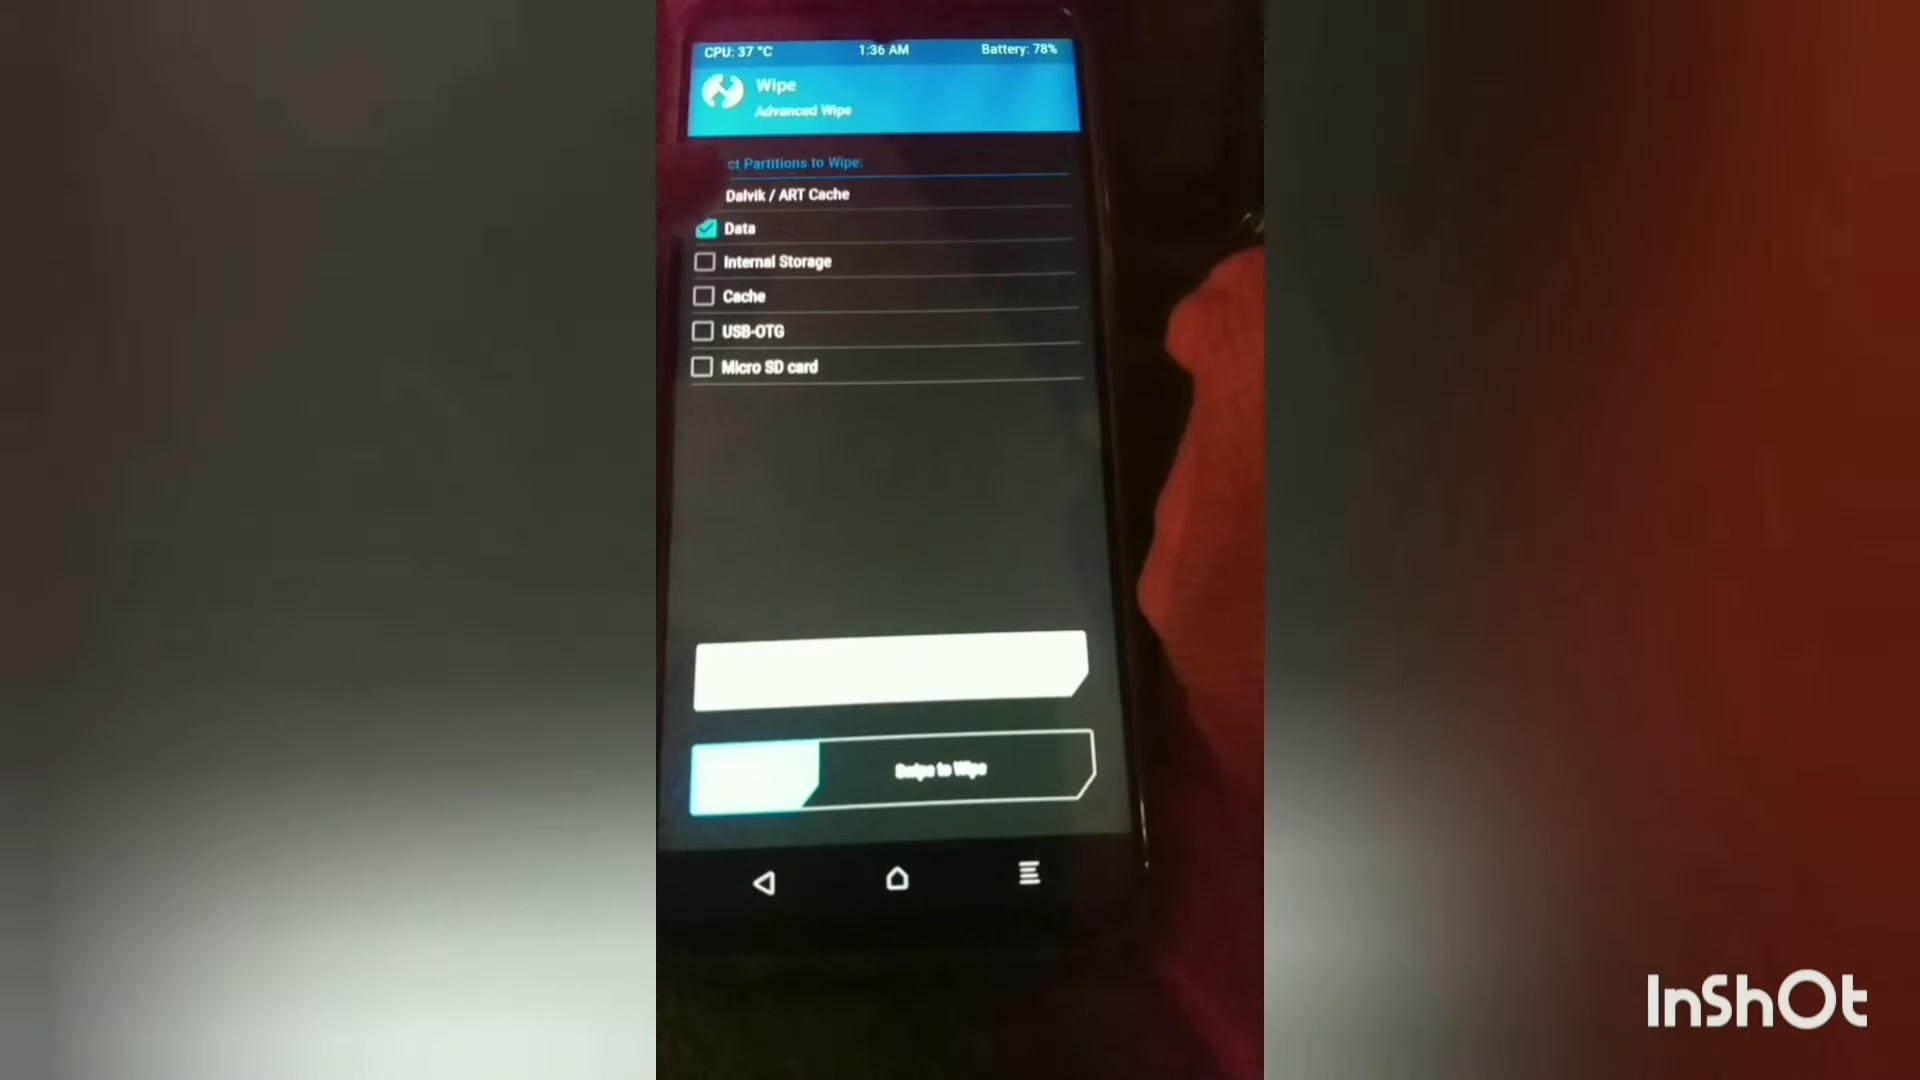 CPU: 37 °C 1:36 AM Battery: 78%
Wipe
Advanced Wipe
ct Partitions to Wipe:
Dalvik / ART Cache
Data
Internal Storage
Cache
USB-OTG
Micro SD card
Swipe to Wipe
InShOt